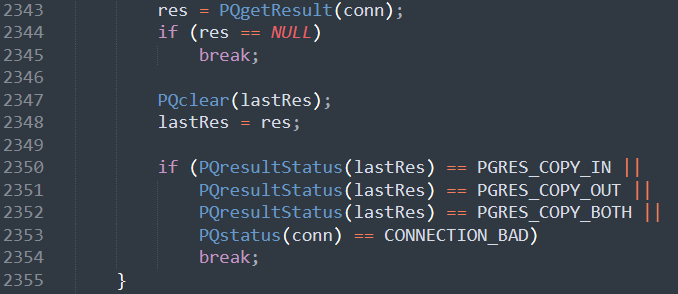 2343 res = PQgetResult(conn);
2344 if (res == NULL)
2345 break;
2346
2347 PQclear(lastRes);
2348 lastRes = res;
2349
2350 if (PQresultStatus(lastRes) == PGRES_COPY_IN ||
2351 PQresultStatus(lastRes) == PGRES_COPY_OUT ||
2352 PQresultStatus(lastRes) == PGRES_COPY_BOTH ||
2353 PQstatus(conn) == CONNECTION_BAD)
2354 break;
2355 }